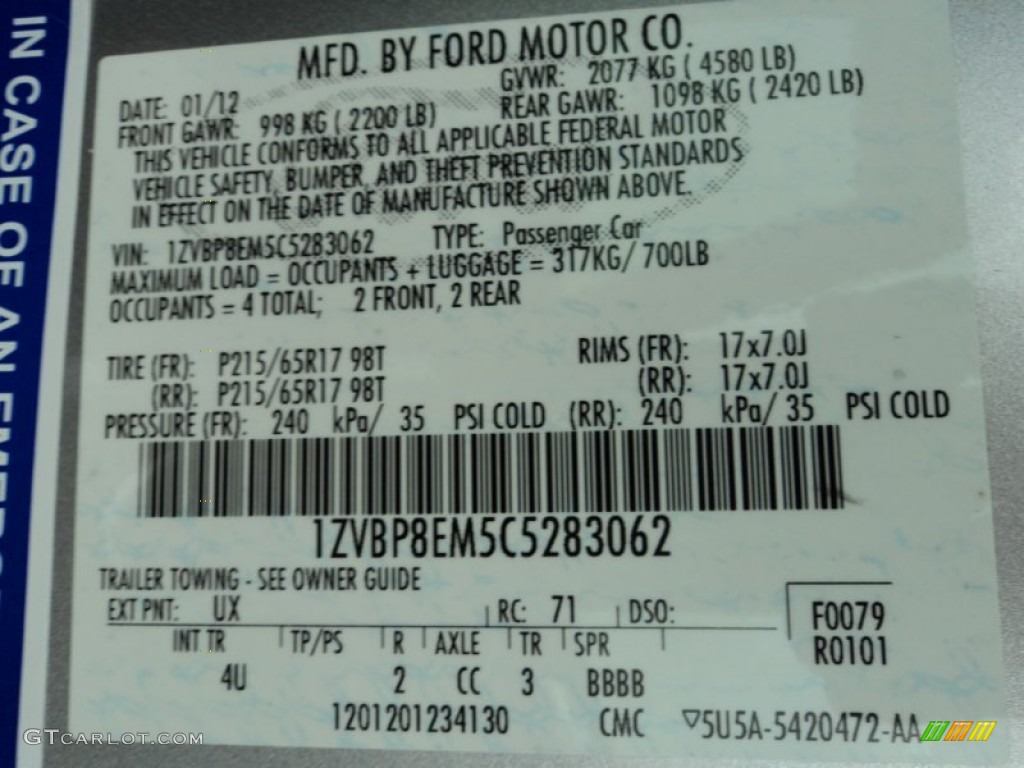 IN CASE OF AN EMERG
MFD. BY FORD MOTOR CO.
DATE: 01/12 GVWR: 2077 KG ( 4580 LB)
FRONT GAWR: 998 KG ( 2200 LB) REAR GAWR: 1098 KG ( 2420 LB)
THIS VEHICLE CONFORMS TO ALL APPLICABLE FEDERAL MOTOR
VEHICLE SAFETY, BUMPER, AND THEFT PREVENTION STANDARDS
IN EFFECT ON THE DATE OF MANUFACTURE SHOWN ABOVE.
VIN: 1ZVBP8EM5C5283062 TYPE: Passenger Car
MAXIMUM LOAD = OCCUPANTS + LUGGAGE = 317KG/ 700LB
OCCUPANTS = 4 TOTAL; 2 FRONT, 2 REAR
TIRE (FR): P215/65R17 98T RIMS (FR): 17x7.0J
(RR): P215/65R17 98T (RR): 17x7.0J
PRESSURE (FR): 240 kPa/ 35 PSI COLD (RR): 240 kPa/ 35 PSI COLD
1ZVBP8EM5C5283062
TRAILER TOWING - SEE OWNER GUIDE
EXT PNT: UX RC: 71 DSO: F0079
INT TR TP/PS R AXLE TR SPR R0101
4U 2 CC 3 BBBB
1201201234130 CMC ▽5U5A-5420472-AA
GTCARLOT.COM